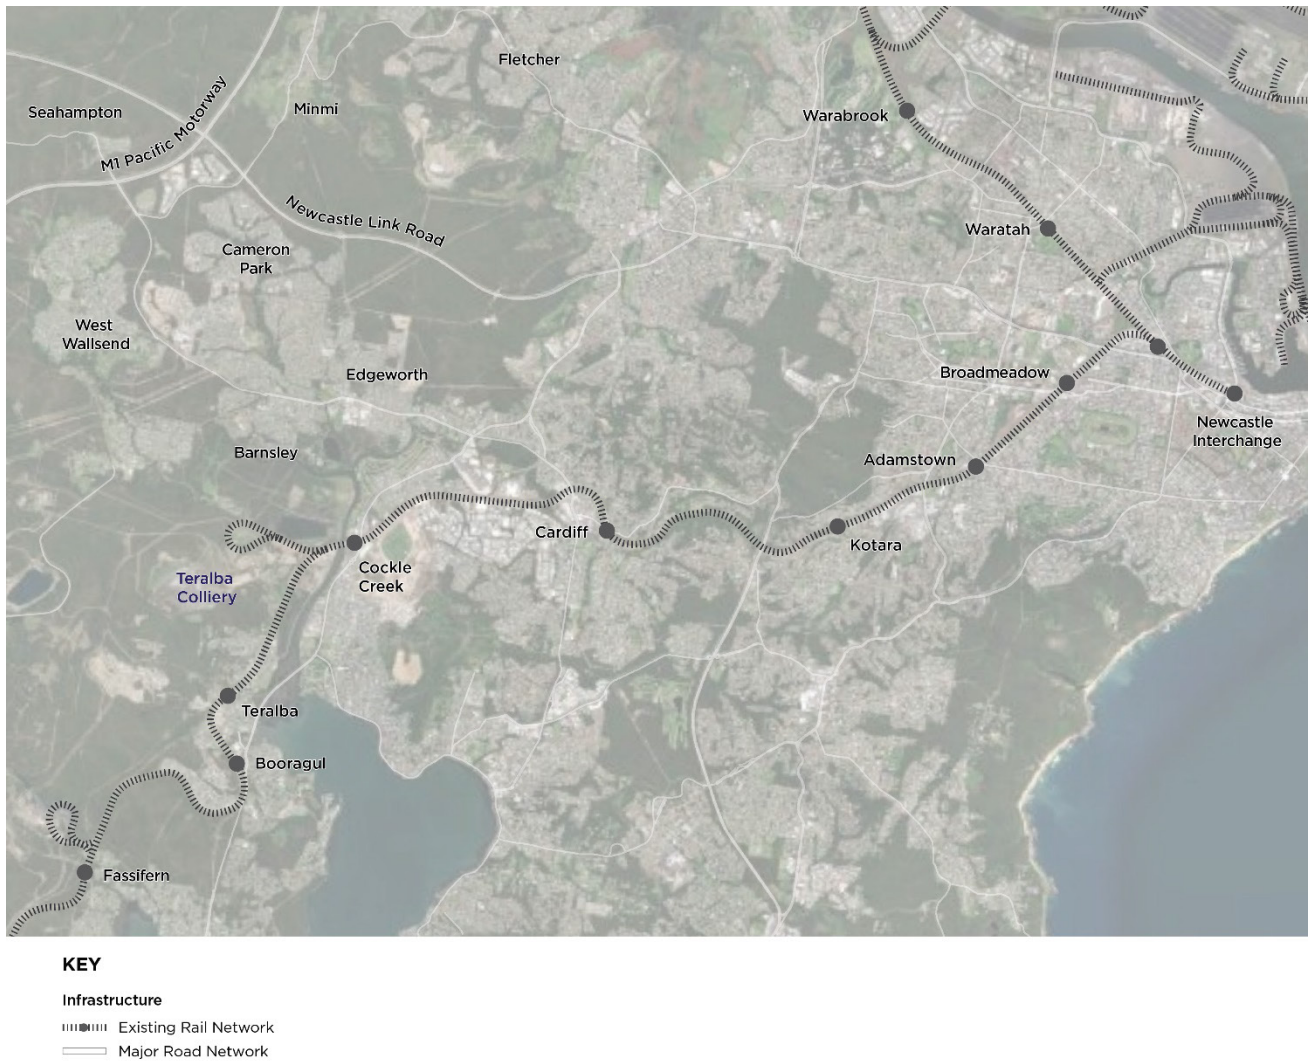 Fletcher
Seahampton
Minmi
M1 Pacific Motorway
Warabrook
Newcastle Link Road
Waratah
Cameron
Park
West
Wallsend
Edgeworth
Broadmeadow
Newcastle
Interchange
Barnsley
Adamstown
Cardiff
Kotara
Cockle
Creek
Teralba
Colliery
Teralba
Booragul
Fassifern
KEY
Infrastructure
Existing Rail Network
Major Road Network